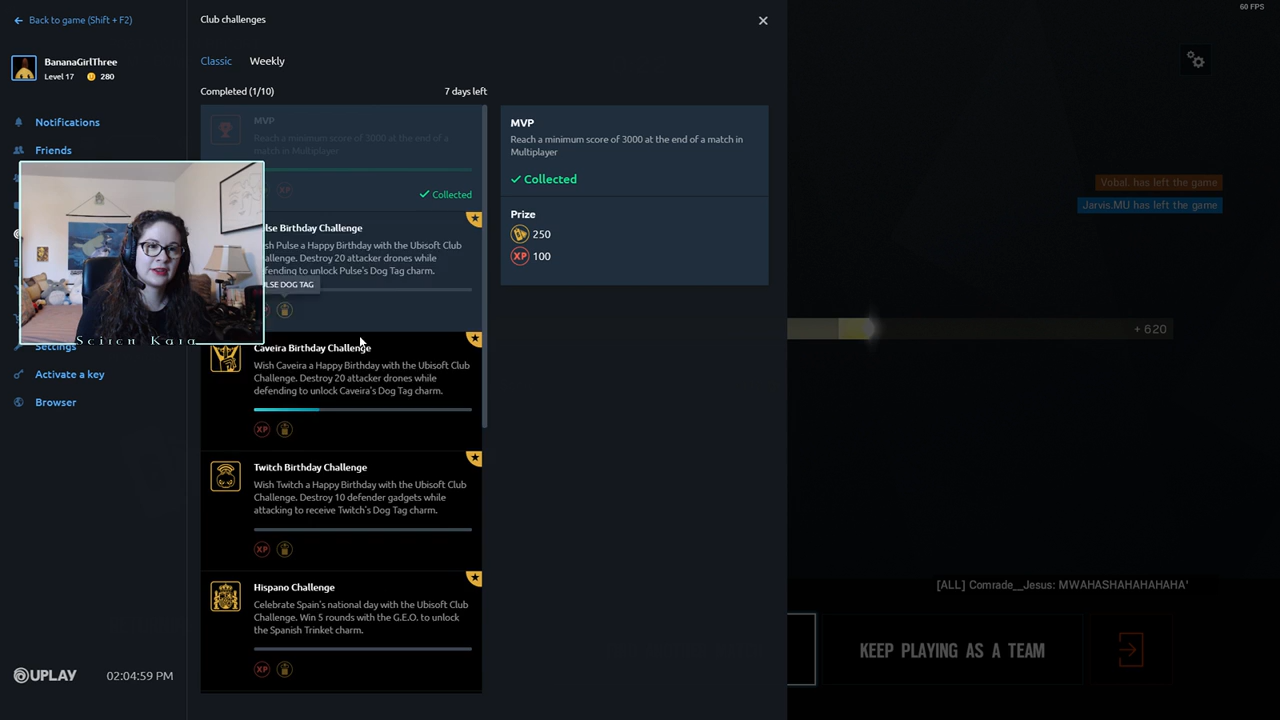 Back to game (Shift + F2)
BananaGirlThree
Level 17
280
Notifications
Friends
Settings
Activate a key
Browser
UPLAY
02:04:59 PM
Scircu Kaia
Club challenges
Classic
Weekly
Completed (1/10)
7 days left
MVP
Reach a minimum score of 3000 at the end of a
match in Multiplayer
Collected
Birthday Challenge
Pulse a Happy Birthday with the Ubisoft Club
Destroy 20 attacker drones while
to unlock Pulse's Dog Tag charm.
DOG TAG
Caveira Birthday Challenge
Wish Caveira a Happy Birthday with the Ubisoft Club
Challenge. Destroy 20 attacker drones while
defending to unlock Caveira's Dog Tag charm.
XP
Twitch Birthday Challenge
Wish Twitch a Happy Birthday with the Ubisoft Club
Challenge. Destroy 10 defender gadgets while
attacking to receive Twitch's Dog Tag charm.
XP
Hispano Challenge
Celebrate Spain's national day with the Ubisoft Club
Challenge. Win 5 rounds with the G.E.O. to unlock
the Spanish Trinket charm.
XP
MVP
Reach a minimum score of 3000 at the end of a match in
Multiplayer
Collected
Prize
250
XP 100
60 FPS
Vobal. has left the game
Jarvis.MU has left the game
+ 620
[ALL] Comrade__Jesus: MWAHASHAHAHAHAHA'
KEEP PLAYING AS A TEAM